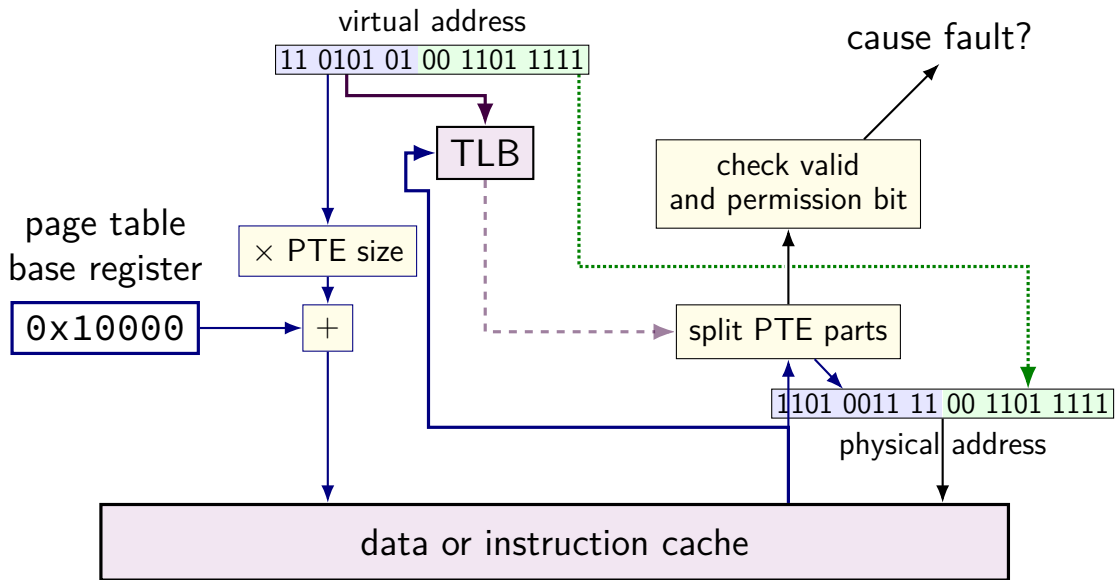 virtual address
11 0101 01 00 1101 1111
cause fault?
TLB
check valid
and permission bit
page table
base register
× PTE size
0x10000
+
split PTE parts
1101 0011 11 00 1101 1111
physical address
data or instruction cache